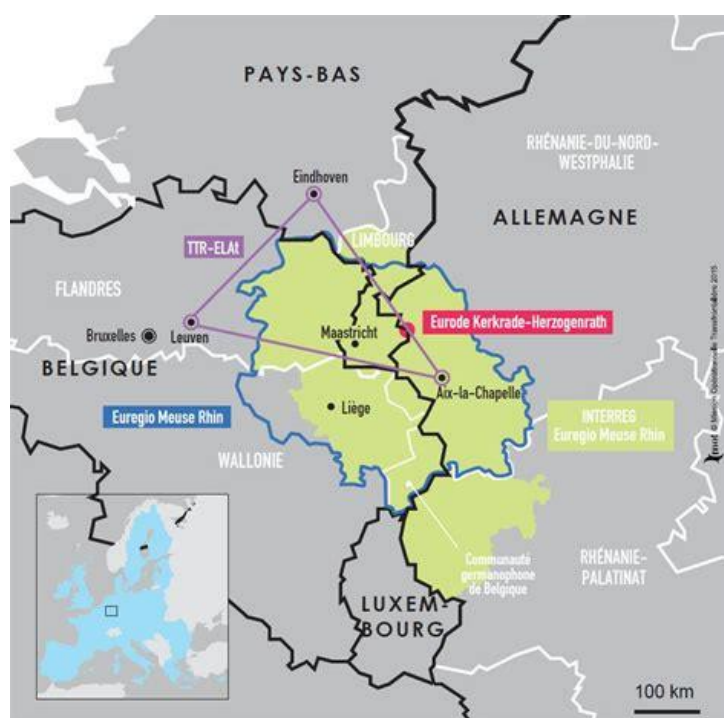 PAYS-BAS
RHÉNANIE-DU-NORD-
WESTPHALIE
Eindhoven
ALLEMAGNE
TTR-ELAt
LIMBOURG
FLANDRES
Eurode Kerkrade-Herzogenrath
Bruxelles
Leuven
Maastricht
BELGIQUE
Aix-la-Chapelle
Liège
Euregio Meuse Rhin
INTERREG
Euregio Meuse Rhin
WALLONIE
Communauté
germanophone
de Belgique
RHÉNANIE-
PALATINAT
LUXEM-
BOURG
100 km